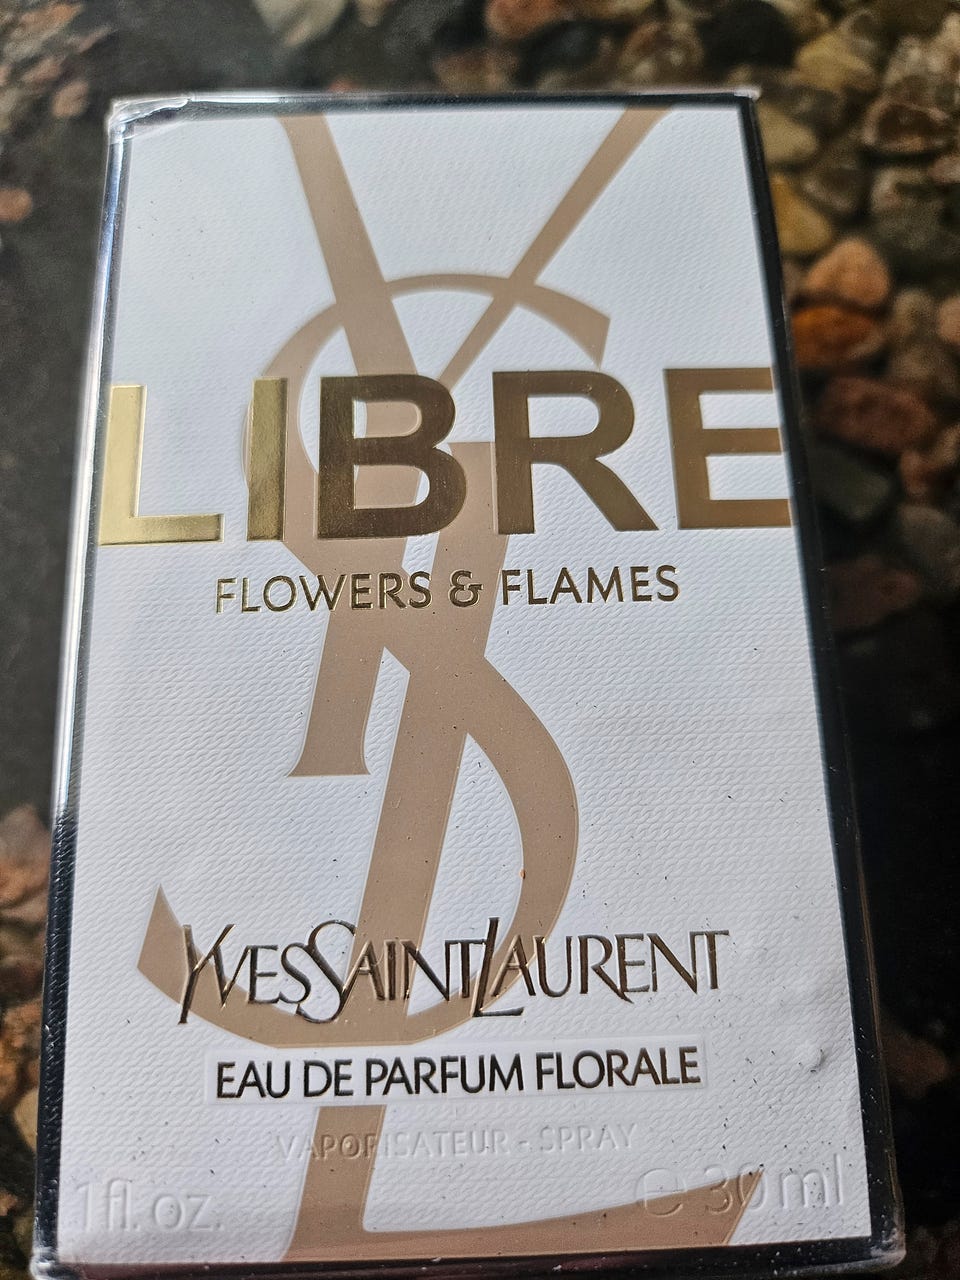 LIBRE
FLOWERS & FLAMES
YVESSAINTLAURENT
EAU DE PARFUM FLORALE
VAPORISATEUR - SPRAY
1 fl. oz. ℮ 30 ml